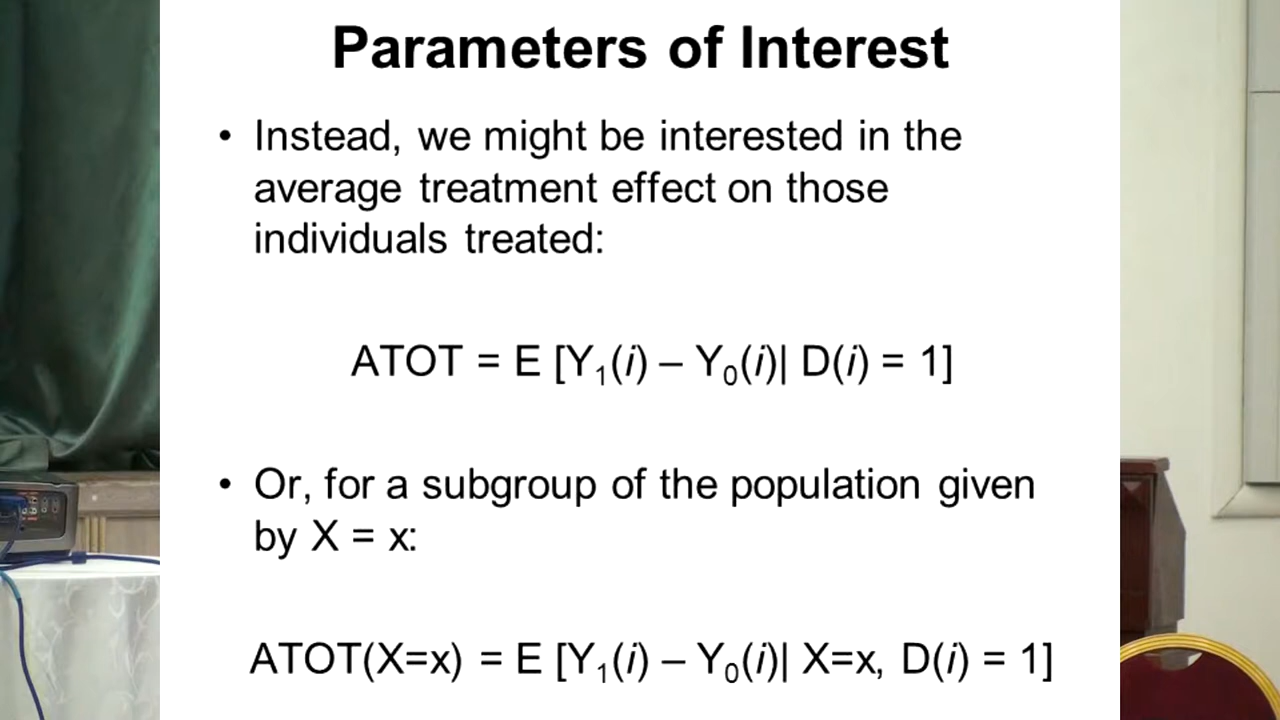 Parameters of Interest
• Instead, we might be interested in the
average treatment effect on those
individuals treated:
ATOT = E [Y₁(i) – Y₀(i)| D(i) = 1]
• Or, for a subgroup of the population given
by X = x:
ATOT(X=x) = E [Y₁(i) – Y₀(i)| X=x, D(i) = 1]